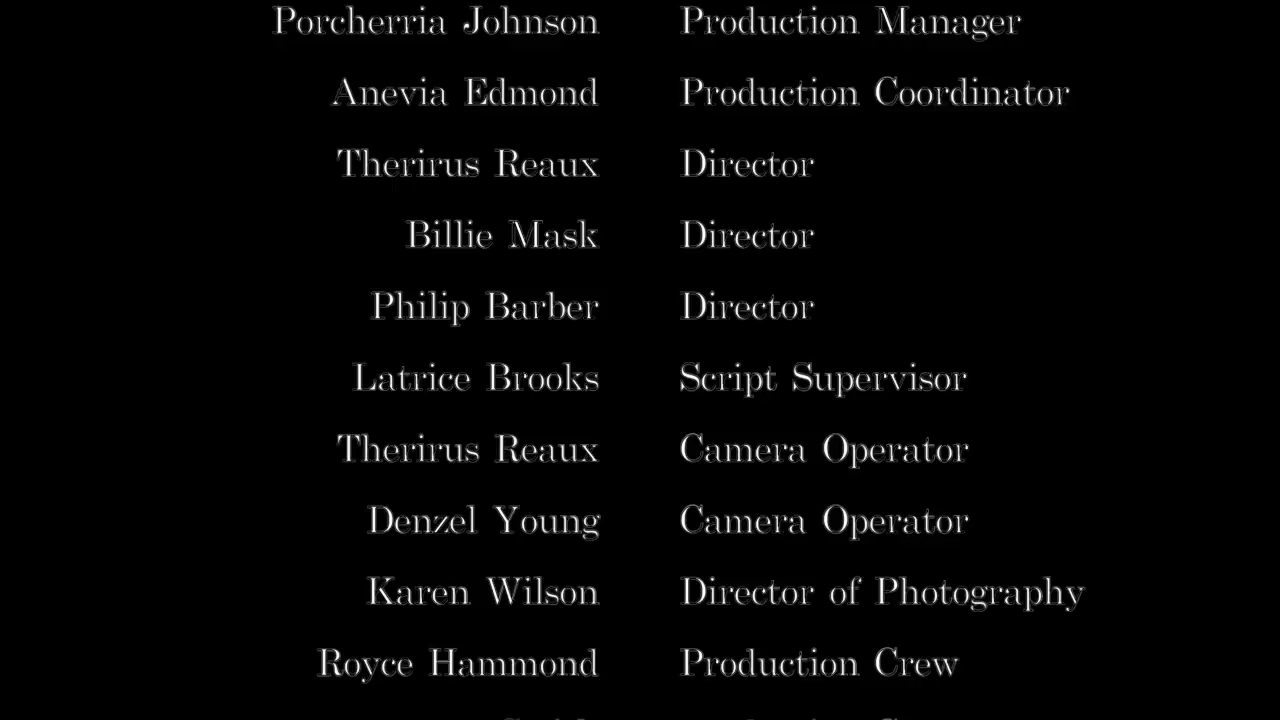 Porcherria Johnson Production Manager
Anevia Edmond Production Coordinator
Therirus Reaux Director
Billie Mask Director
Philip Barber Director
Latrice Brooks Script Supervisor
Therirus Reaux Camera Operator
Denzel Young Camera Operator
Karen Wilson Director of Photography
Royce Hammond Production Crew